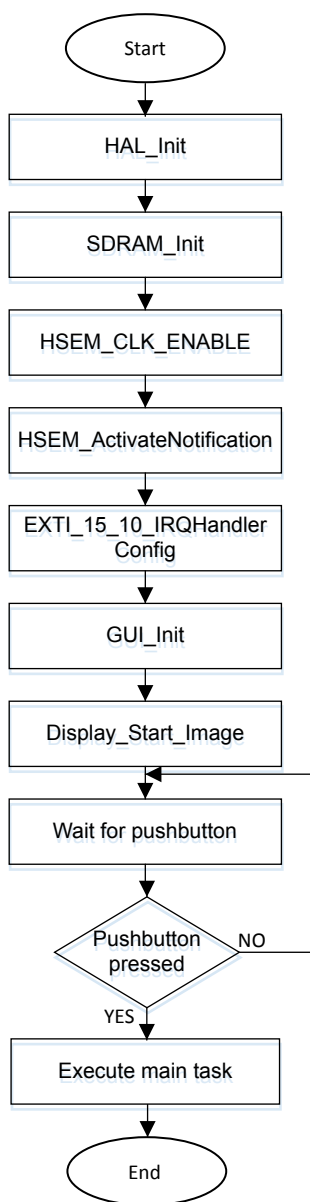 Start
HAL_Init
SDRAM_Init
HSEM_CLK_ENABLE
HSEM_ActivateNotification
EXTI_15_10_IRQHandler
Config
GUI_Init
Display_Start_Image
Wait for pushbutton
Pushbutton
pressed
NO
YES
Execute main task
End